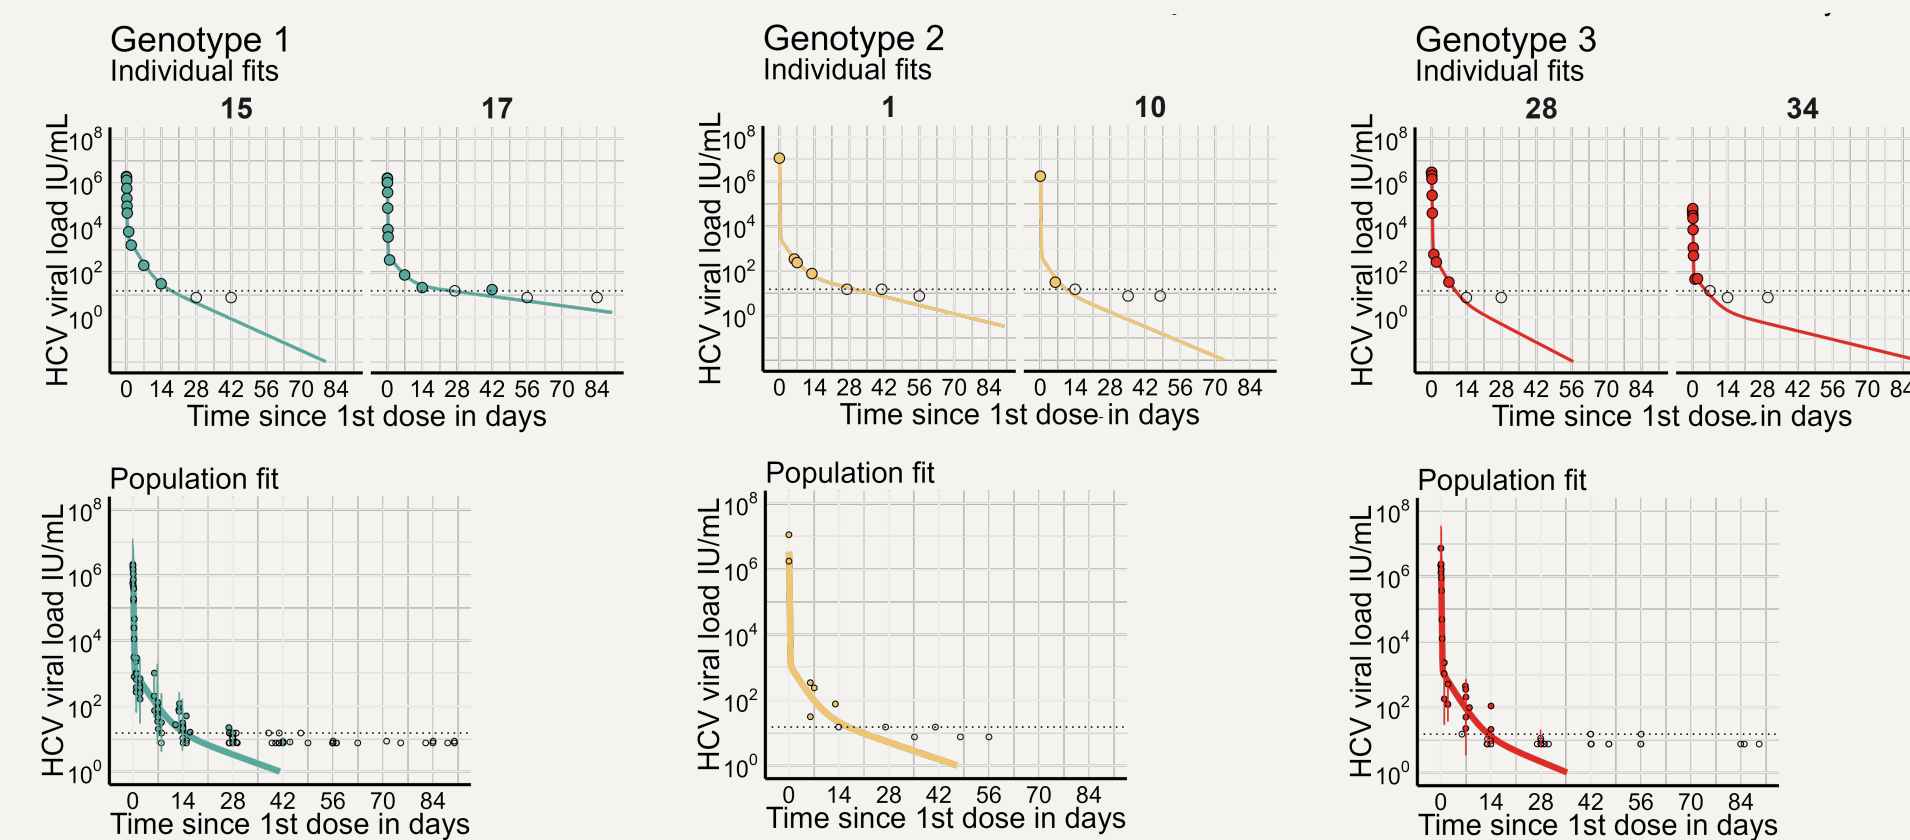 Genotype 1
Individual fits
15 17
HCV viral load IU/mL
10^8
10^6
10^4
10^2
10^0
0 14 28 42 56 70 84 0 14 28 42 56 70 84
Time since 1st dose in days
Genotype 2
Individual fits
1 10
HCV viral load IU/mL
10^8
10^6
10^4
10^2
10^0
0 14 28 42 56 70 84 0 14 28 42 56 70 84
Time since 1st dose in days
Genotype 3
Individual fits
28 34
HCV viral load IU/mL
10^8
10^6
10^4
10^2
10^0
0 14 28 42 56 70 84 0 14 28 42 56 70 84
Time since 1st dose in days
Population fit
HCV viral load IU/mL
10^8
10^6
10^4
10^2
10^0
0 14 28 42 56 70 84
Time since 1st dose in days
Population fit
HCV viral load IU/mL
10^8
10^6
10^4
10^2
10^0
0 14 28 42 56 70 84
Time since 1st dose in days
Population fit
HCV viral load IU/mL
10^8
10^6
10^4
10^2
10^0
0 14 28 42 56 70 84
Time since 1st dose in days